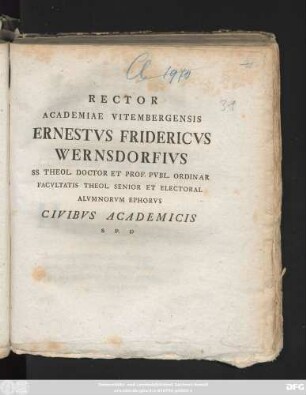 RECTOR
ACADEMIAE VITEMBERGENSIS
ERNESTVS FRIDERICVS
WERNSDORFIVS
SS THEOL. DOCTOR ET PROF. PVBL. ORDINAR
FACVLTATIS THEOL. SENIOR ET ELECTORAL.
ALVMNORVM EPHORVS
CIVIBVS ACADEMICIS
S. P. D